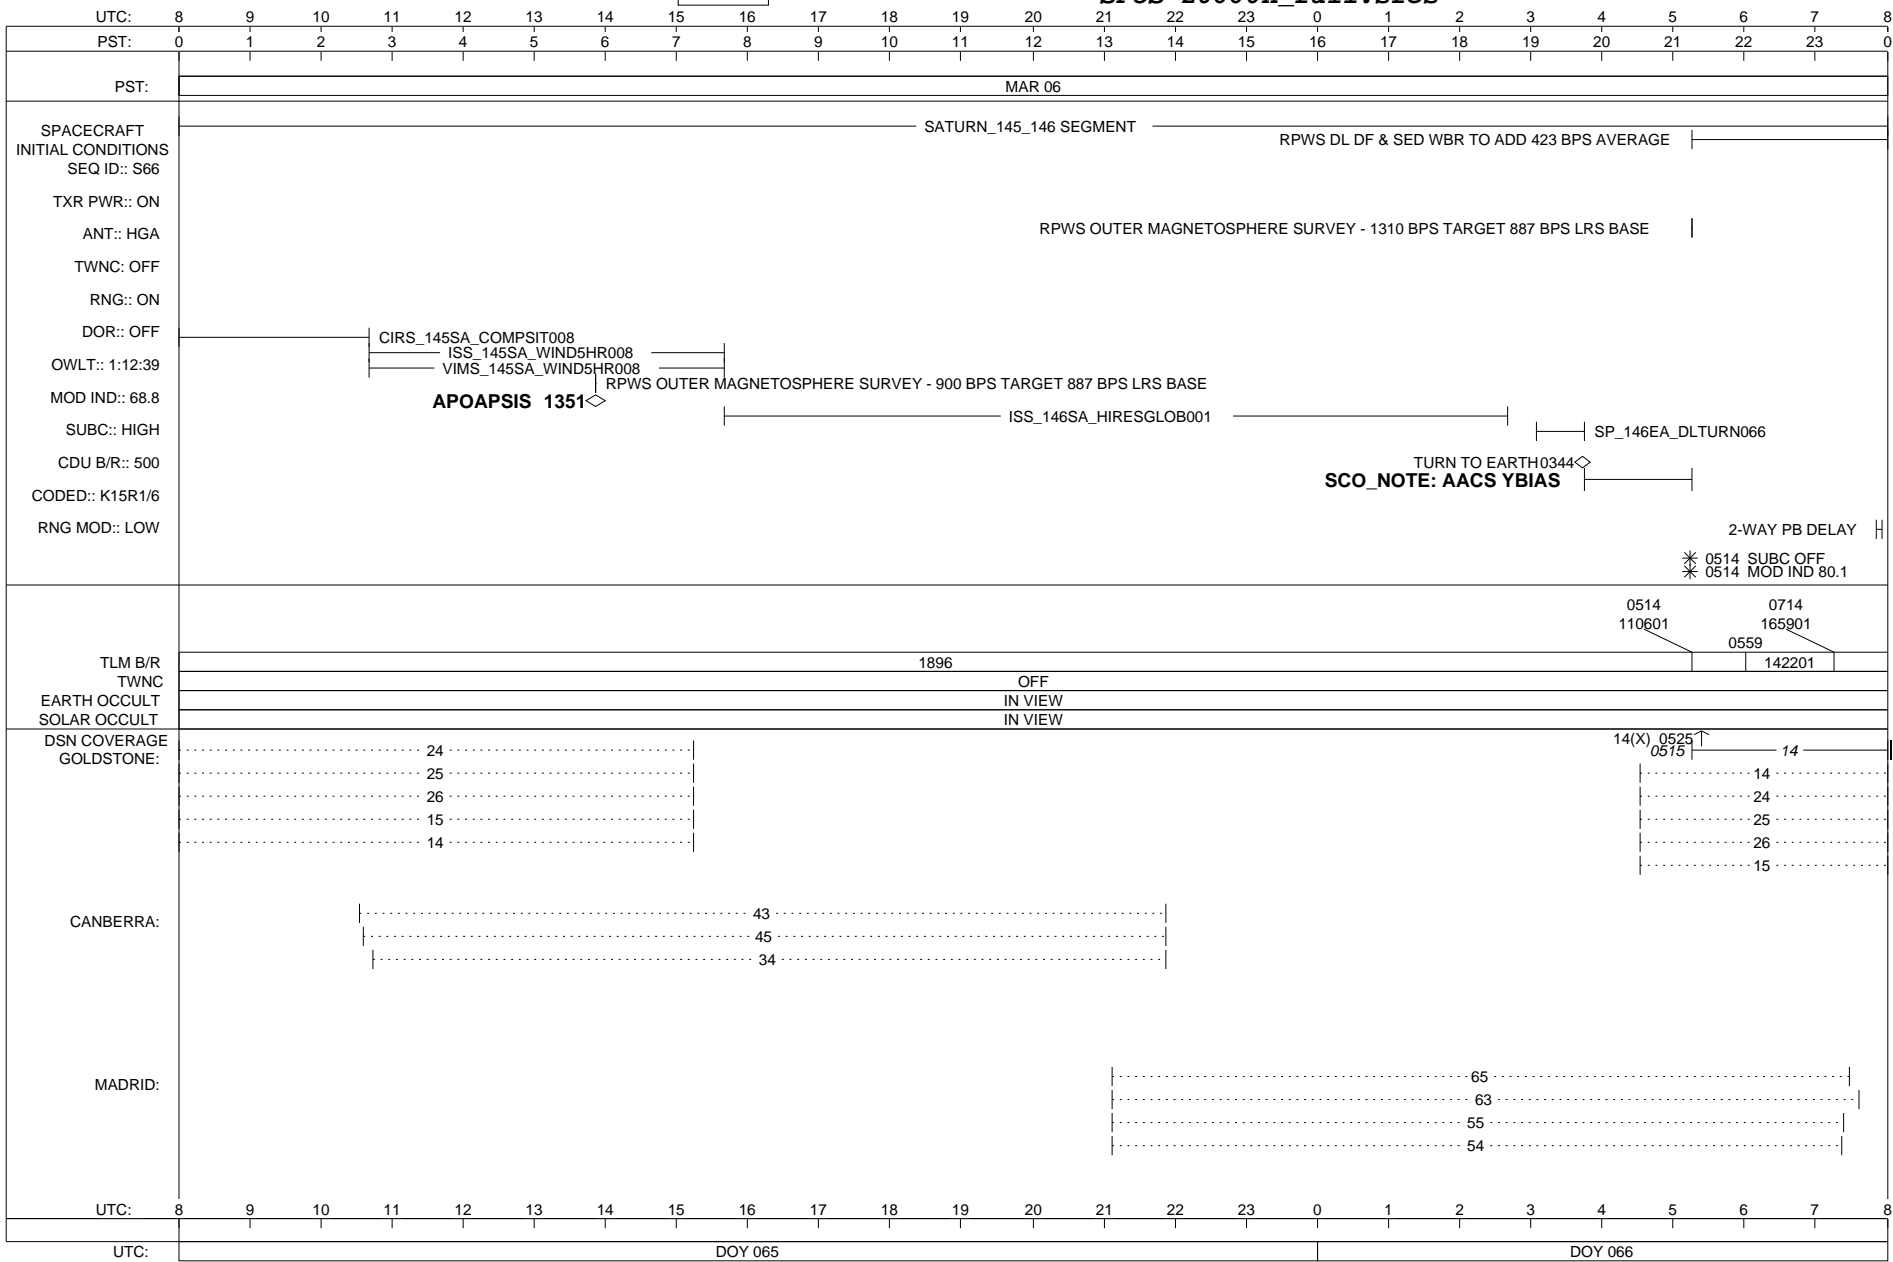 UTC: 8 9 10 11 12 13 14 15 16 17 18 19 20 21 22 23 0 1 2 3 4 5 6 7 8
PST: 0 1 2 3 4 5 6 7 8 9 10 11 12 13 14 15 16 17 18 19 20 21 22 23 0
PST: MAR 06
SPACECRAFT
INITIAL CONDITIONS
SEQ ID:: S66
TXR PWR:: ON
ANT:: HGA
TWNC: OFF
RNG:: ON
DOR:: OFF
OWLT:: 1:12:39
MOD IND:: 68.8
SUBC:: HIGH
CDU B/R:: 500
CODED:: K15R1/6
RNG MOD:: LOW
SATURN_145_146 SEGMENT
RPWS DL DF & SED WBR TO ADD 423 BPS AVERAGE
RPWS OUTER MAGNETOSPHERE SURVEY - 1310 BPS TARGET 887 BPS LRS BASE
CIRS_145SA_COMPSIT008
ISS_145SA_WIND5HR008
VIMS_145SA_WIND5HR008
RPWS OUTER MAGNETOSPHERE SURVEY - 900 BPS TARGET 887 BPS LRS BASE
APOAPSIS 1351
ISS_146SA_HIRESGLOB001
SP_146EA_DLTURN066
TURN TO EARTH0344
SCO_NOTE: AACS YBIAS
2-WAY PB DELAY
0514 SUBC OFF
0514 MOD IND 80.1
0514 0714
110601 165901
0559
TLM B/R 1896 142201
TWNC OFF
EARTH OCCULT IN VIEW
SOLAR OCCULT IN VIEW
DSN COVERAGE
14(X) 0525
GOLDSTONE: 24 0515 14
25 14
26 24
15 25
14 26
15
CANBERRA: 43
45
34
MADRID: 65
63
55
54
UTC: 8 9 10 11 12 13 14 15 16 17 18 19 20 21 22 23 0 1 2 3 4 5 6 7 8
UTC: DOY 065 DOY 066